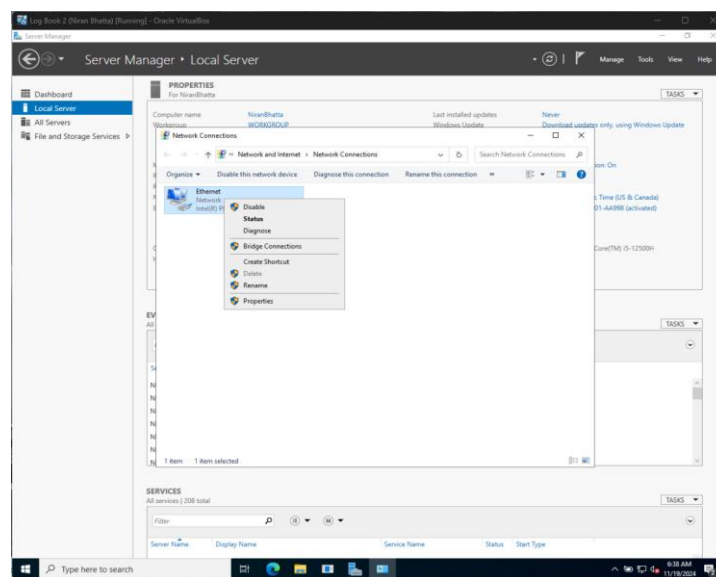 Log Book 2 (Niran Bhatta) [Running] - Oracle VirtualBox
Server Manager
Server Manager • Local Server
Manage Tools View Help
Dashboard
Local Server
All Servers
File and Storage Services
PROPERTIES
For NiranBhatta
TASKS
Computer name NiranBhatta Last installed updates Never
Workgroup WORKGROUP Windows Update Download updates only, using Windows Update
Network Connections
Network and Internet › Network Connections
Search Network Connections
Organize Disable this network device Diagnose this connection Rename this connection »
Ethernet
Network
Intel(R)
Disable
Status
Diagnose
Bridge Connections
Create Shortcut
Delete
Rename
Properties
on: On
Time (US & Canada)
01-AA998 (activated)
Core(TM) i5-12500H
EV
All
TASKS
N
N
N
N
N
N
N
1 item 1 item selected
SERVICES
All services | 208 total
TASKS
Filter
Server Name Display Name Service Name Status Start Type
Type here to search
6:38 AM
11/19/2024